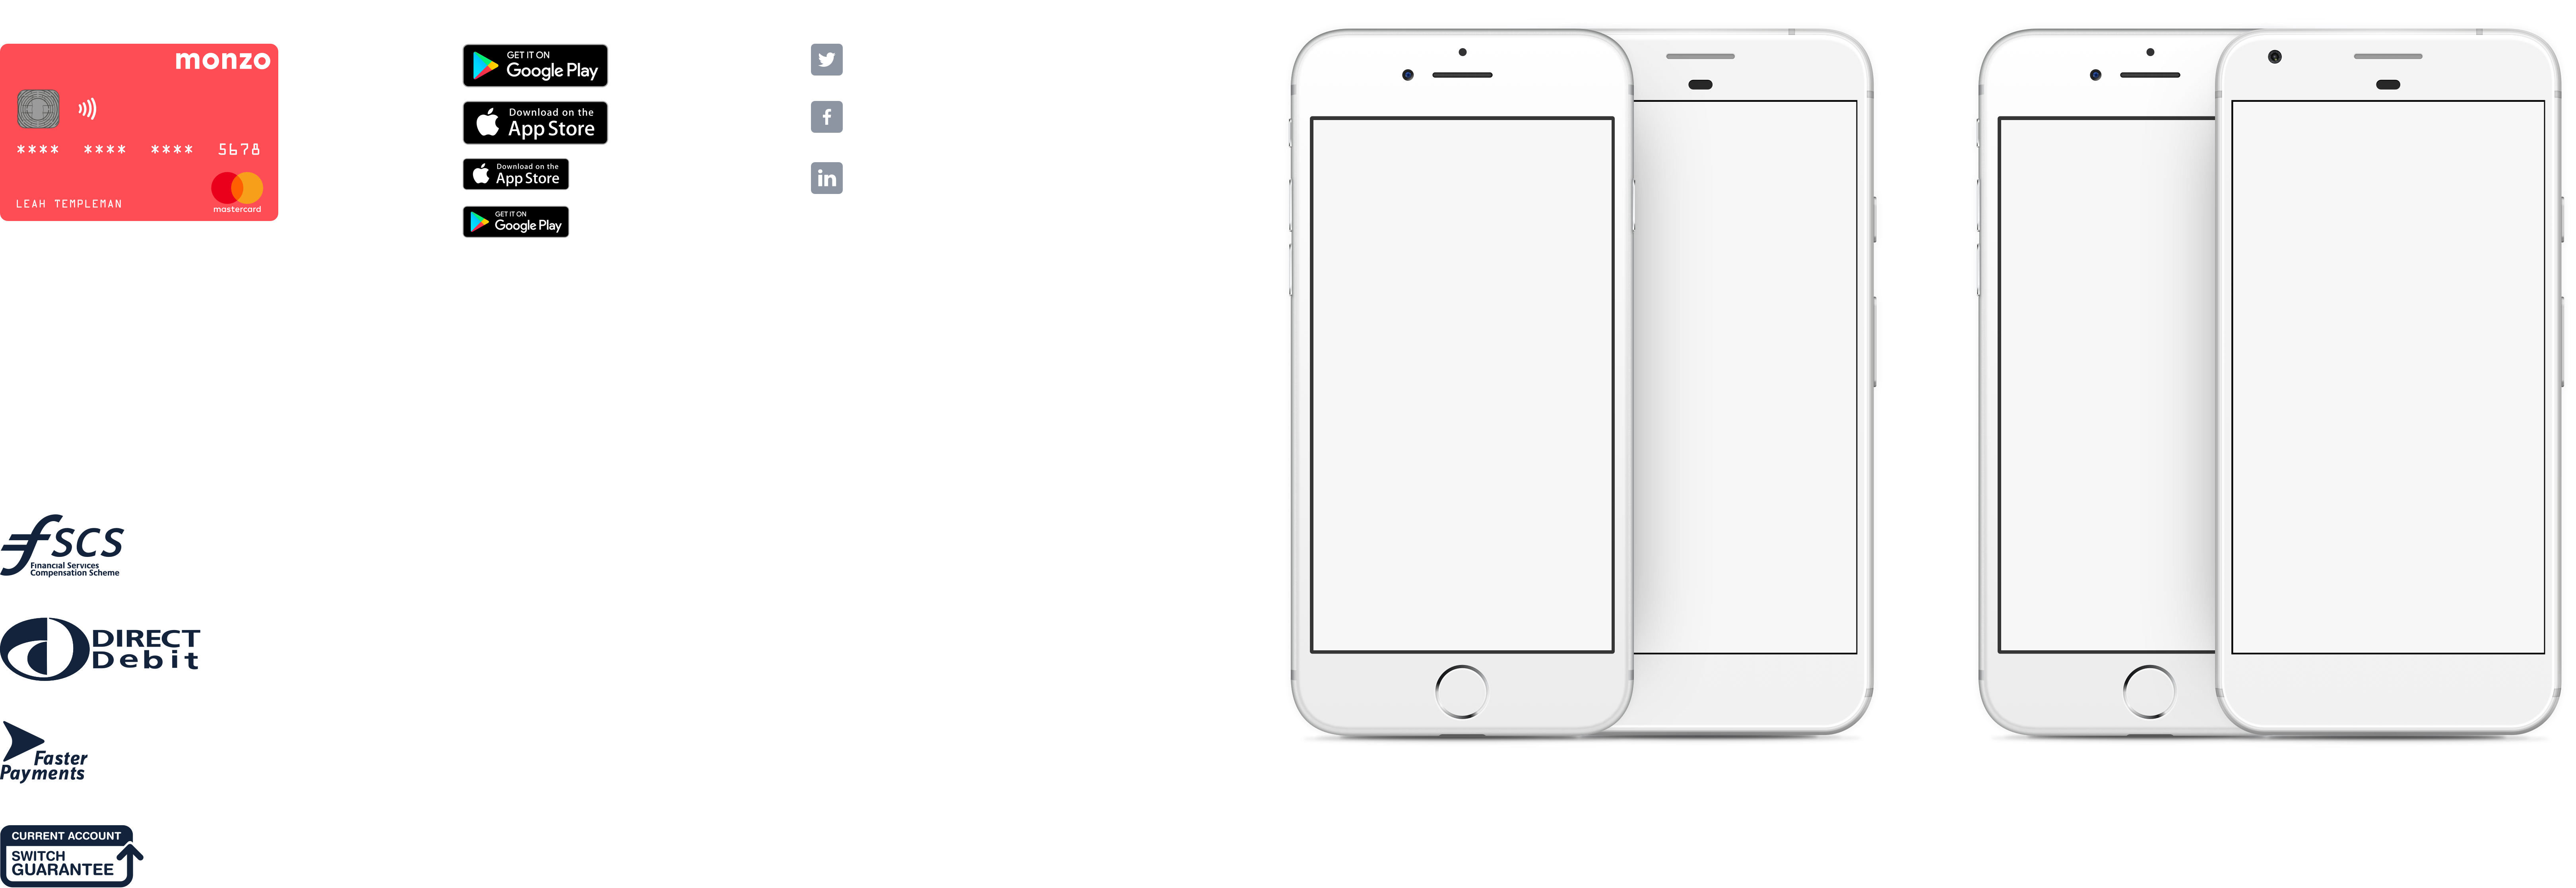 monzo
**** **** **** 5678
LEAH TEMPLEMAN
mastercard
GET IT ON
Google Play
Download on the
App Store
Download on the
App Store
GET IT ON
Google Play
f
in
fscs
Financial Services
Compensation Scheme
DIRECT
Debit
Faster
Payments
CURRENT ACCOUNT
SWITCH
GUARANTEE